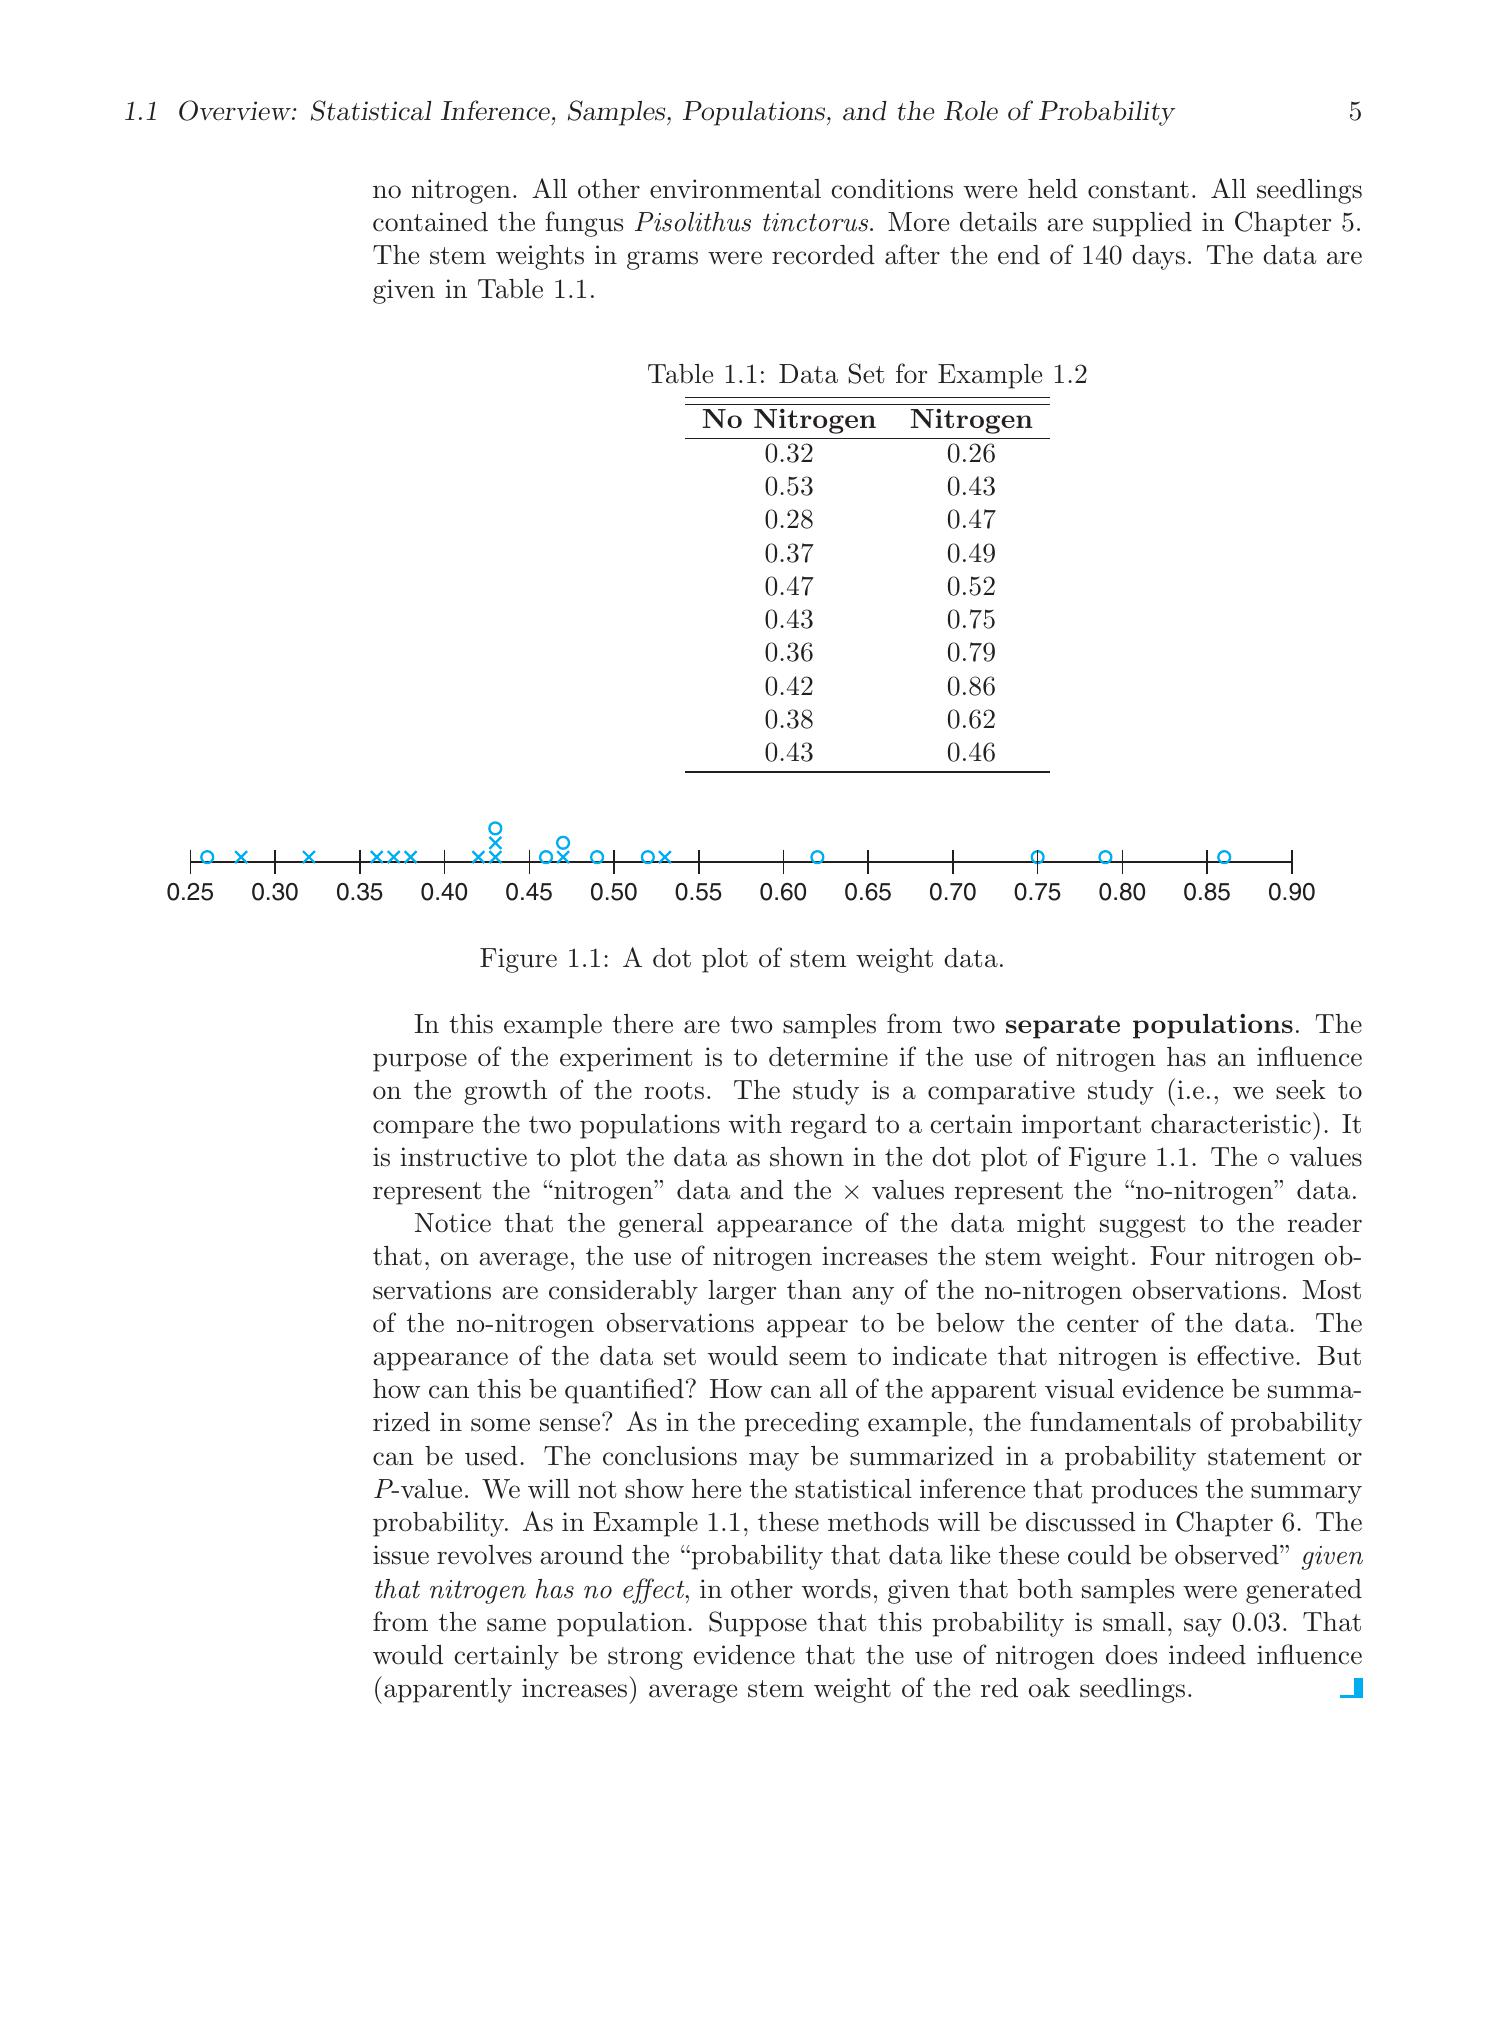 1.1 Overview: Statistical Inference, Samples, Populations, and the Role of Probability 5
no nitrogen. All other environmental conditions were held constant. All seedlings
contained the fungus Pisolithus tinctorus. More details are supplied in Chapter 5.
The stem weights in grams were recorded after the end of 140 days. The data are
given in Table 1.1.
Table 1.1: Data Set for Example 1.2
No Nitrogen Nitrogen
0.32 0.26
0.53 0.43
0.28 0.47
0.37 0.49
0.47 0.52
0.43 0.75
0.36 0.79
0.42 0.86
0.38 0.62
0.43 0.46
0.25 0.30 0.35 0.40 0.45 0.50 0.55 0.60 0.65 0.70 0.75 0.80 0.85 0.90
Figure 1.1: A dot plot of stem weight data.
In this example there are two samples from two separate populations. The
purpose of the experiment is to determine if the use of nitrogen has an influence
on the growth of the roots. The study is a comparative study (i.e., we seek to
compare the two populations with regard to a certain important characteristic). It
is instructive to plot the data as shown in the dot plot of Figure 1.1. The ∘ values
represent the “nitrogen” data and the × values represent the “no-nitrogen” data.
Notice that the general appearance of the data might suggest to the reader
that, on average, the use of nitrogen increases the stem weight. Four nitrogen ob-
servations are considerably larger than any of the no-nitrogen observations. Most
of the no-nitrogen observations appear to be below the center of the data. The
appearance of the data set would seem to indicate that nitrogen is effective. But
how can this be quantified? How can all of the apparent visual evidence be summa-
rized in some sense? As in the preceding example, the fundamentals of probability
can be used. The conclusions may be summarized in a probability statement or
P-value. We will not show here the statistical inference that produces the summary
probability. As in Example 1.1, these methods will be discussed in Chapter 6. The
issue revolves around the “probability that data like these could be observed” given
that nitrogen has no effect, in other words, given that both samples were generated
from the same population. Suppose that this probability is small, say 0.03. That
would certainly be strong evidence that the use of nitrogen does indeed influence
(apparently increases) average stem weight of the red oak seedlings.